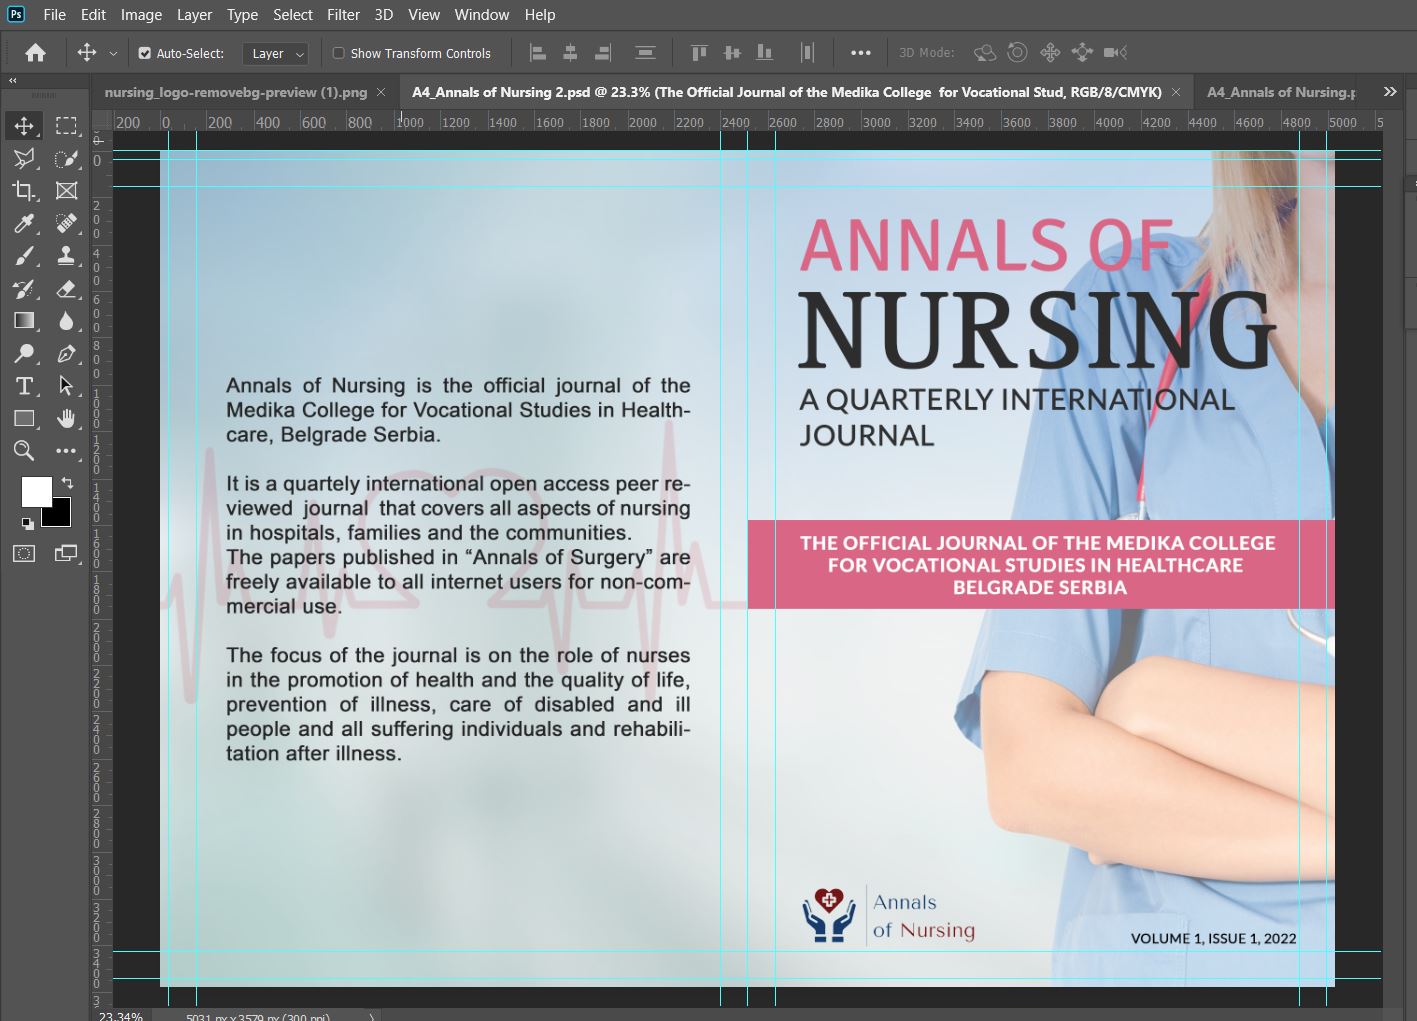 Ps File Edit Image Layer Type Select Filter 3D View Window Help
Auto-Select: Layer Show Transform Controls 3D Mode:
nursing_logo-removebg-preview (1).png × A4_Annals of Nursing 2.psd @ 23.3% (The Official Journal of the Medika College for Vocational Stud, RGB/8/CMYK) × A4_Annals of Nursing.p
200 0 200 400 600 800 1000 1200 1400 1600 1800 2000 2200 2400 2600 2800 3000 3200 3400 3600 3800 4000 4200 4400 4600 4800 5000 5
Annals of Nursing is the official journal of the
Medika College for Vocational Studies in Health-
care, Belgrade Serbia.
It is a quartely international open access peer re-
viewed journal that covers all aspects of nursing
in hospitals, families and the communities.
The papers published in “Annals of Surgery” are
freely available to all internet users for non-com-
mercial use.
The focus of the journal is on the role of nurses
in the promotion of health and the quality of life,
prevention of illness, care of disabled and ill
people and all suffering individuals and rehabili-
tation after illness.
ANNALS OF
NURSING
A QUARTERLY INTERNATIONAL
JOURNAL
THE OFFICIAL JOURNAL OF THE MEDIKA COLLEGE
FOR VOCATIONAL STUDIES IN HEALTHCARE
BELGRADE SERBIA
Annals
of Nursing
VOLUME 1, ISSUE 1, 2022
23.34% 5031 px x 3579 px (300 ppi)